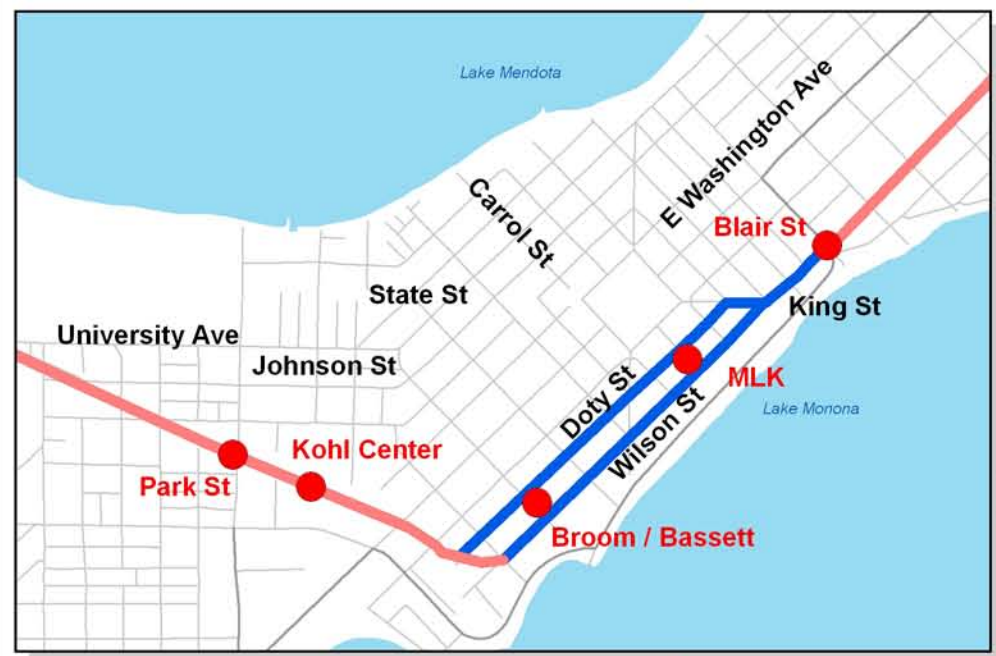 Lake Mendota
E Washington Ave
Carrol St
Blair St
State St
King St
University Ave
Johnson St
MLK
Doty St
Lake Monona
Wilson St
Kohl Center
Park St
Broom / Bassett